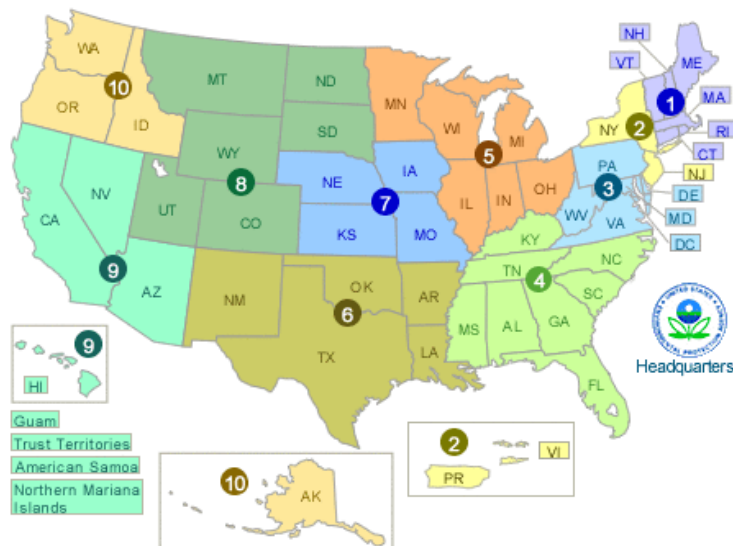 NH
VT
ME
WA
MT
ND
MN
10
OR
ID
SD
WI
MI
1
MA
NY
2
RI
CT
NJ
WY
5
PA
3
DE
MD
DC
NE
IA
8
7
IL
IN
OH
WV
VA
NV
UT
CO
CA
KS
MO
KY
NC
TN
4
SC
9
AZ
NM
OK
AR
6
MS
AL
GA
TX
LA
FL
Headquarters
9
HI
Guam
Trust Territories
American Samoa
Northern Mariana
Islands
10
AK
2
VI
PR